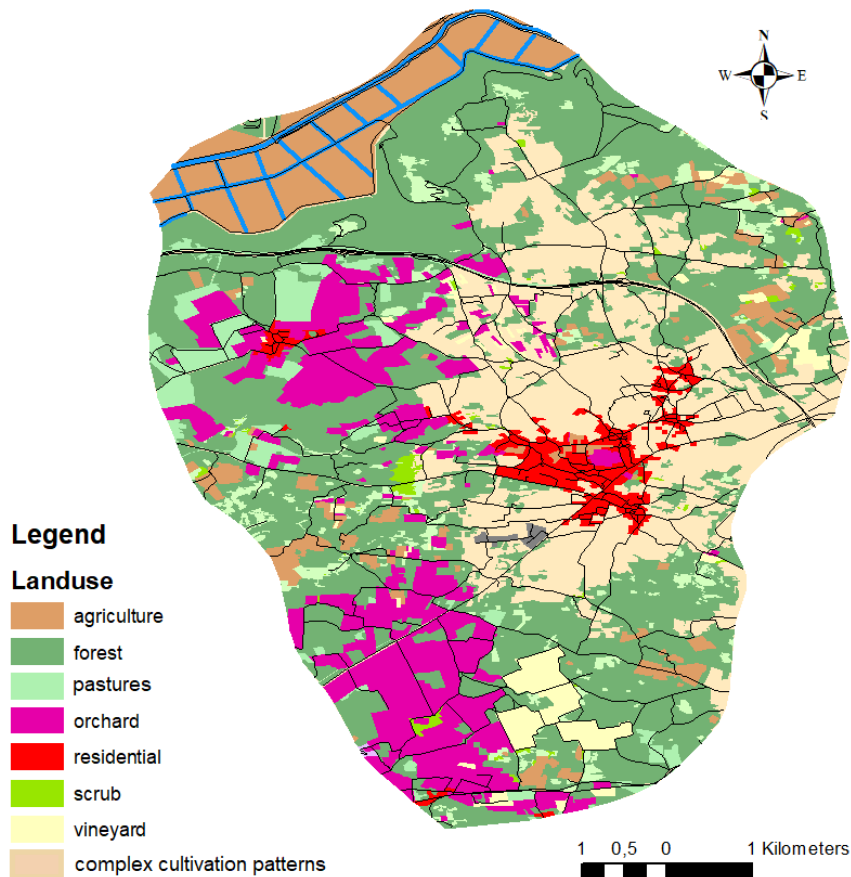 N
W E
S
Legend
Landuse
agriculture
forest
pastures
orchard
residential
scrub
vineyard
complex cultivation patterns
1 0,5 0 1 Kilometers